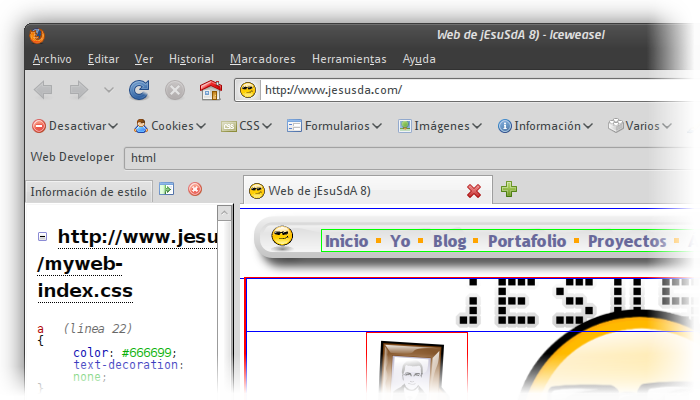 Web de jEsuSdA 8) - Iceweasel
Archivo Editar Ver Historial Marcadores Herramientas Ayuda
http://www.jesusda.com/
Desactivar Cookies CSS Formularios Imágenes Información Varios
Web Developer html
Información de estilo Web de jEsuSdA 8)
Inicio Yo Blog Portafolio Proyectos
http://www.jesu
/myweb-
index.css
JESUS
a (línea 22)
{
color: #666699;
text-decoration:
none;
}